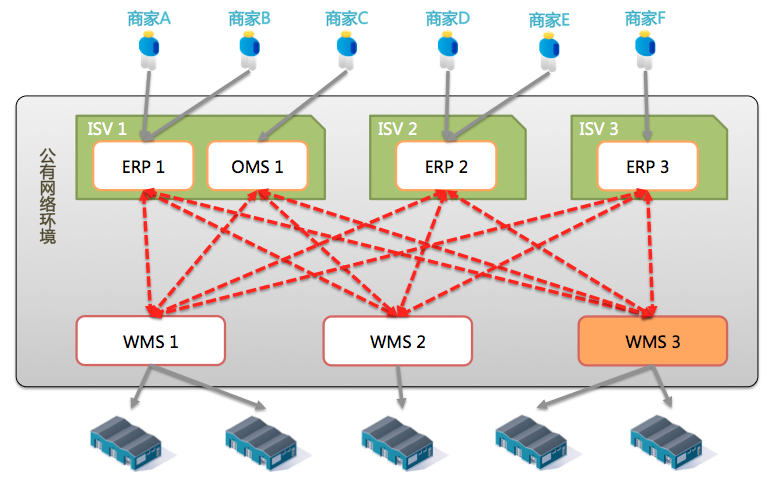 商家A
商家B
商家C
商家D
商家E
商家F
公有网络环境
ISV 1
ISV 2
ISV 3
ERP 1
OMS 1
ERP 2
ERP 3
WMS 1
WMS 2
WMS 3